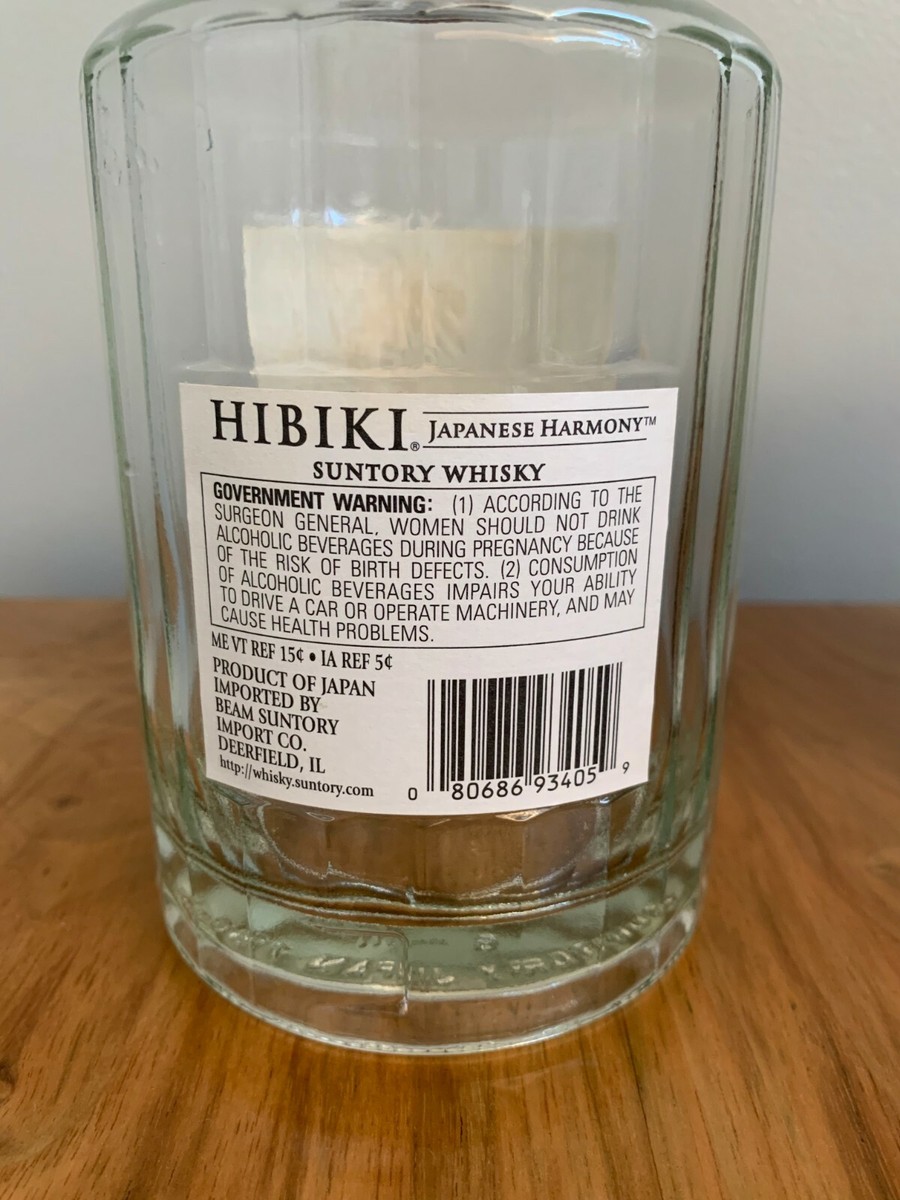 HIBIKI® JAPANESE HARMONY™
SUNTORY WHISKY
GOVERNMENT WARNING: (1) ACCORDING TO THE
SURGEON GENERAL, WOMEN SHOULD NOT DRINK
ALCOHOLIC BEVERAGES DURING PREGNANCY BECAUSE
OF THE RISK OF BIRTH DEFECTS. (2) CONSUMPTION
OF ALCOHOLIC BEVERAGES IMPAIRS YOUR ABILITY
TO DRIVE A CAR OR OPERATE MACHINERY, AND MAY
CAUSE HEALTH PROBLEMS.
ME VT REF 15¢ • IA REF 5¢
PRODUCT OF JAPAN
IMPORTED BY
BEAM SUNTORY
IMPORT CO.
DEERFIELD, IL
http://whisky.suntory.com
0 80686 93405 9